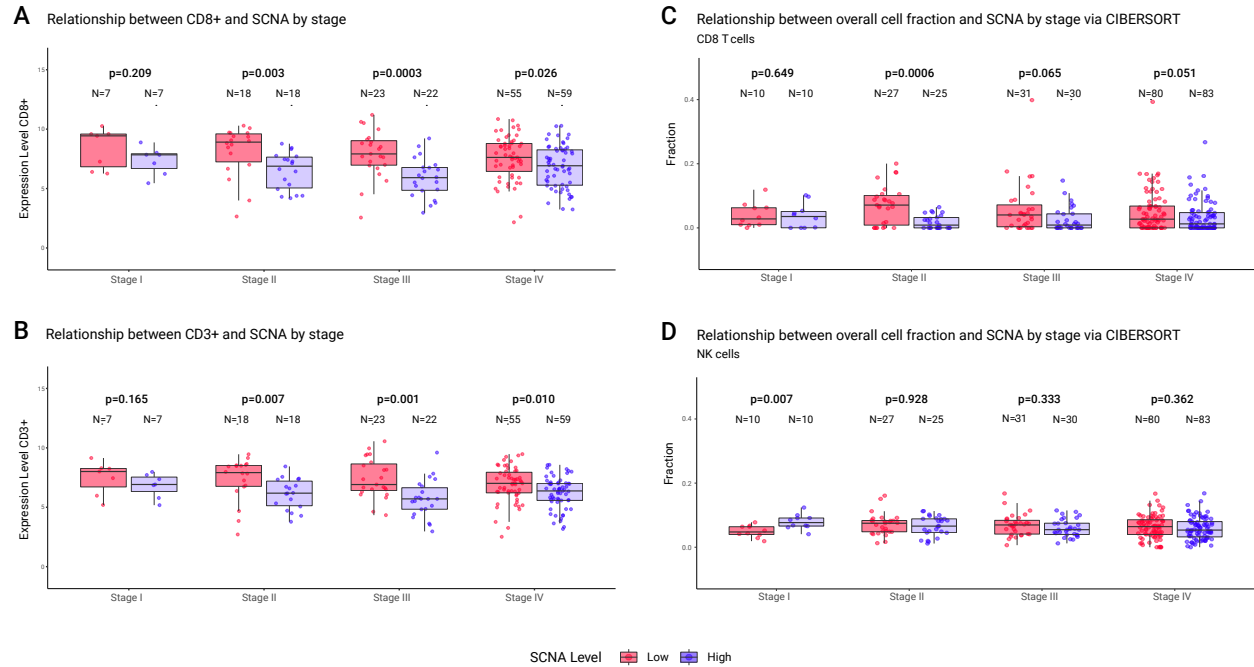 A Relationship between CD8+ and SCNA by stage
Expression Level CD8+
15
10
5
0
p=0.209 p=0.003 p=0.0003 p=0.026
N=7 N=7 N=18 N=18 N=23 N=22 N=55 N=59
Stage I Stage II Stage III Stage IV
B Relationship between CD3+ and SCNA by stage
Expression Level CD3+
15
10
5
0
p=0.165 p=0.007 p=0.001 p=0.010
N=7 N=7 N=18 N=18 N=23 N=22 N=55 N=59
Stage I Stage II Stage III Stage IV
C Relationship between overall cell fraction and SCNA by stage via CIBERSORT
CD8 T cells
Fraction
0.4
0.2
0.0
p=0.649 p=0.0006 p=0.065 p=0.051
N=10 N=10 N=27 N=25 N=31 N=30 N=80 N=83
Stage I Stage II Stage III Stage IV
D Relationship between overall cell fraction and SCNA by stage via CIBERSORT
NK cells
Fraction
0.4
0.2
0.0
p=0.007 p=0.928 p=0.333 p=0.362
N=10 N=10 N=27 N=25 N=31 N=30 N=60 N=83
Stage I Stage II Stage III Stage IV
SCNA Level Low High